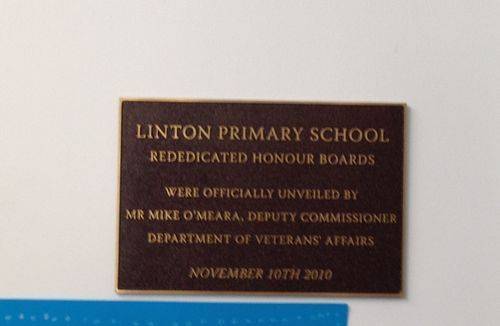 LINTON PRIMARY SCHOOL
REDEDICATED HONOUR BOARDS
WERE OFFICIALLY UNVEILED BY
MR MIKE O'MEARA, DEPUTY COMMISSIONER
DEPARTMENT OF VETERANS' AFFAIRS
NOVEMBER 10TH 2010